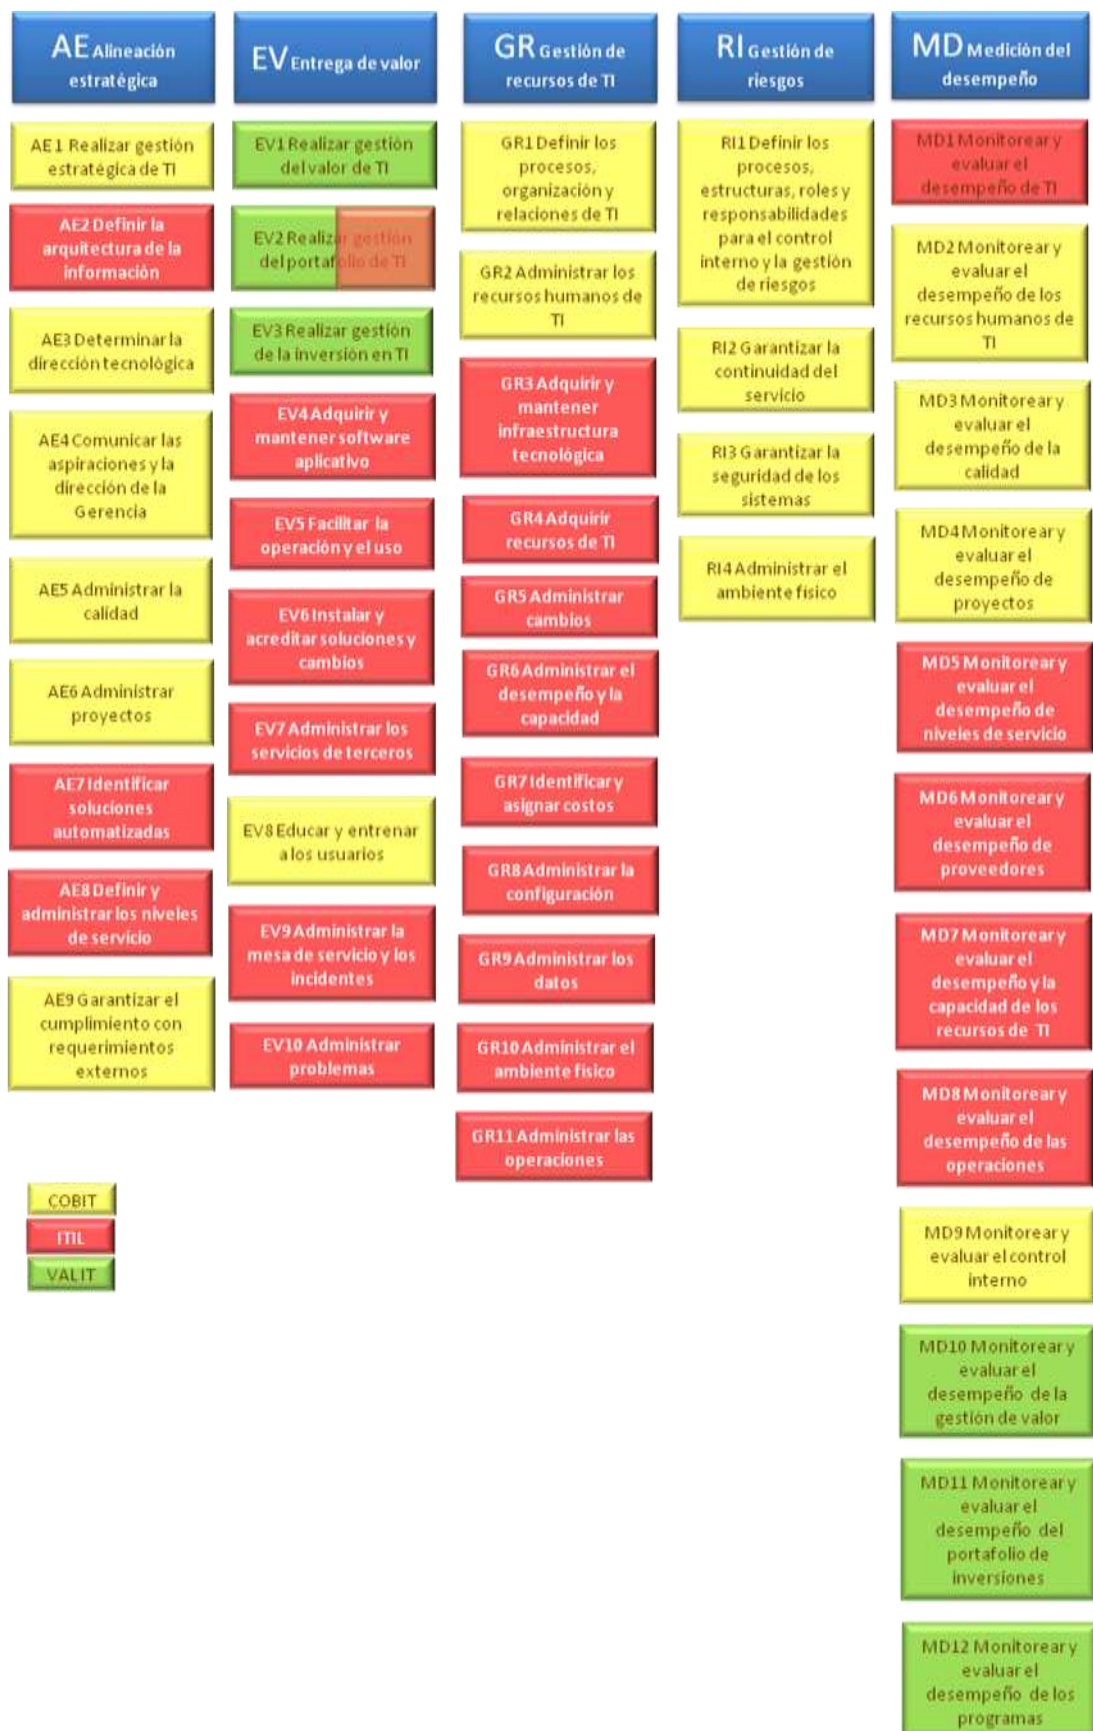 AE Alineación
estratégica
AE1 Realizar gestión
estratégica de TI
AE2 Definir la
arquitectura de la
información
AE3 Determinar la
dirección tecnológica
AE4 Comunicar las
aspiraciones y la
dirección de la
Gerencia
AE5 Administrar la
calidad
AE6 Administrar
proyectos
AE7 Identificar
soluciones
automatizadas
AE8 Definir y
administrar los niveles
de servicio
AE9 Garantizar el
cumplimiento con
requerimientos
externos
EV Entrega de valor
EV1 Realizar gestión
del valor de TI
EV2 Realizar gestión
del portafolio de TI
EV3 Realizar gestión
de la inversión en TI
EV4 Adquirir y
mantener software
aplicativo
EV5 Facilitar la
operación y el uso
EV6 Instalar y
acreditar soluciones y
cambios
EV7 Administrar los
servicios de terceros
EV8 Educar y entrenar
a los usuarios
EV9 Administrar la
mesa de servicio y los
incidentes
EV10 Administrar
problemas
GR Gestión de
recursos de TI
GR1 Definir los
procesos,
organización y
relaciones de TI
GR2 Administrar los
recursos humanos de
TI
GR3 Adquirir y
mantener
infraestructura
tecnológica
GR4 Adquirir
recursos de TI
GR5 Administrar
cambios
GR6 Administrar el
desempeño y la
capacidad
GR7 Identificar y
asignar costos
GR8 Administrar la
configuración
GR9 Administrar los
datos
GR10 Administrar el
ambiente físico
GR11 Administrar las
operaciones
RI Gestión de
riesgos
RI1 Definir los
procesos,
estructuras, roles y
responsabilidades
para el control
interno y la gestión
de riesgos
RI2 Garantizar la
continuidad del
servicio
RI3 Garantizar la
seguridad de los
sistemas
RI4 Administrar el
ambiente físico
MD Medición del
desempeño
MD1 Monitorear y
evaluar el
desempeño de TI
MD2 Monitorear y
evaluar el
desempeño de los
recursos humanos de
TI
MD3 Monitorear y
evaluar el
desempeño de la
calidad
MD4 Monitorear y
evaluar el
desempeño de
proyectos
MD5 Monitorear y
evaluar el
desempeño de
niveles de servicio
MD6 Monitorear y
evaluar el
desempeño de
proveedores
MD7 Monitorear y
evaluar el
desempeño y la
capacidad de los
recursos de TI
MD8 Monitorear y
evaluar el
desempeño de las
operaciones
MD9 Monitorear y
evaluar el control
interno
MD10 Monitorear y
evaluar el
desempeño de la
gestión de valor
MD11 Monitorear y
evaluar el
desempeño del
portafolio de
inversiones
MD12 Monitorear y
evaluar el
desempeño de los
programas
COBIT
ITIL
VALIT